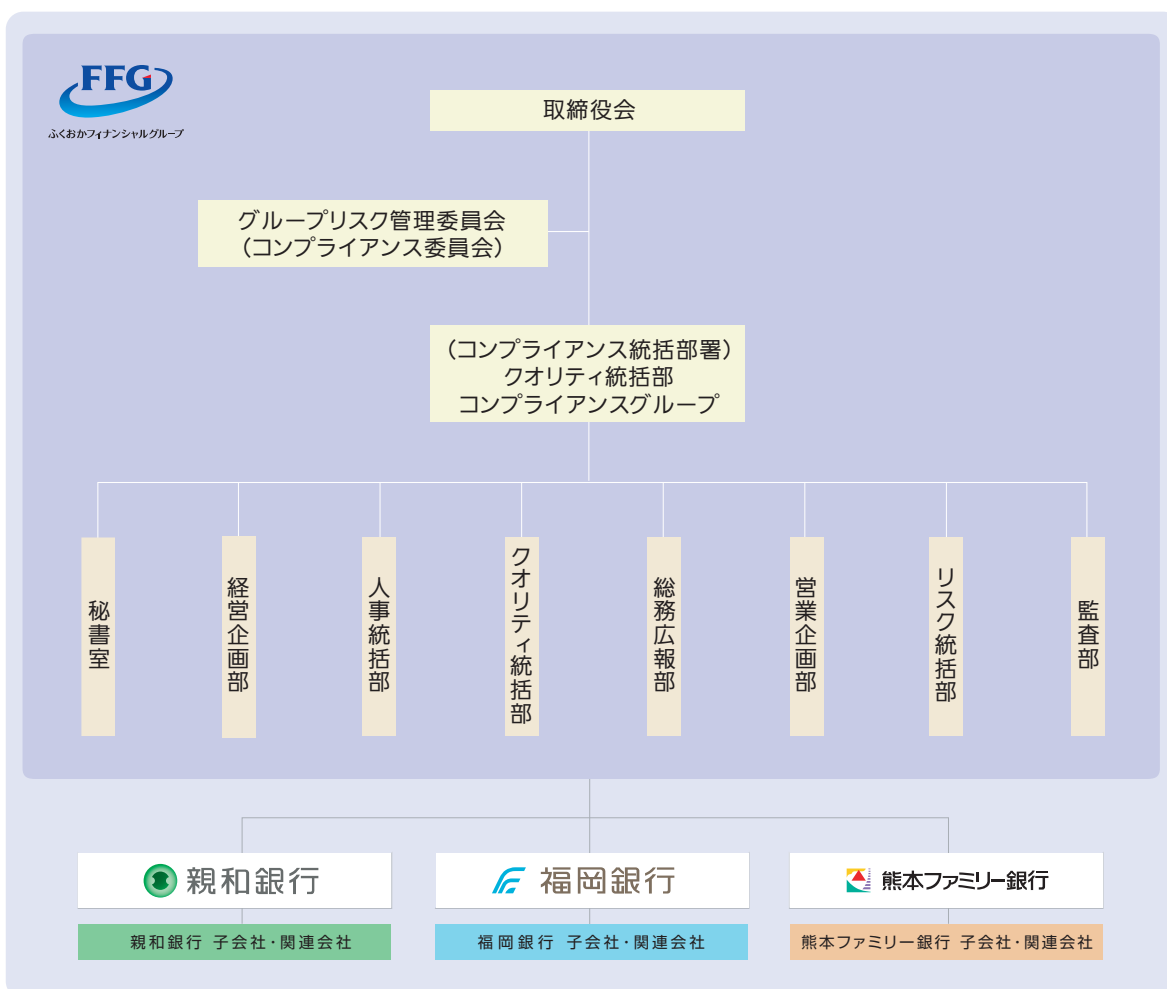 FFG
ふくおかフィナンシャルグループ
取締役会
グループリスク管理委員会
（コンプライアンス委員会）
（コンプライアンス統括部署）
クオリティ統括部
コンプライアンスグループ
秘書室
経営企画部
人事統括部
クオリティ統括部
総務広報部
営業企画部
リスク統括部
監査部
親和銀行
福岡銀行
熊本ファミリー銀行
親和銀行 子会社・関連会社
福岡銀行 子会社・関連会社
熊本ファミリー銀行 子会社・関連会社